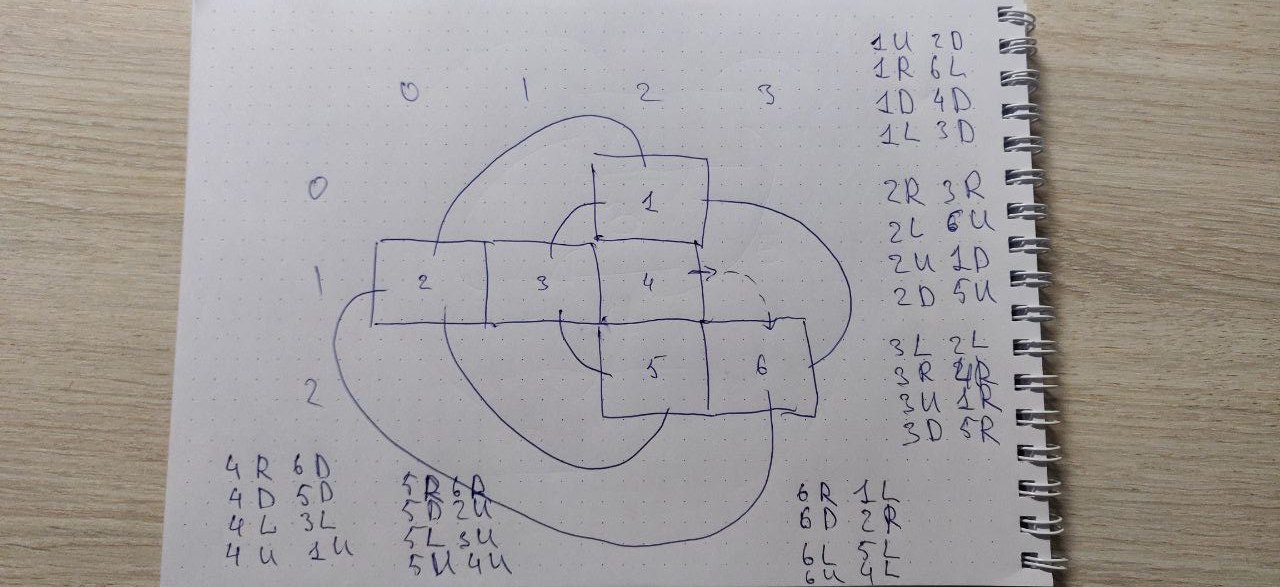 1U 2D
1R 6L
0 1 2 3
1D 4D
1L 3D
0
1
2R 3R
2L 6U
2U 1D
1
2 3 4
2D 5U
3L 2L
5 6
3R 4R
2
3U 1R
3D 5R
4R 6D
4D 5D
4L 3L
4U 1U
5R 6R
5D 2U
5L 3U
5U 4U
6R 1L
6D 2R
6L 5L
6U 4L